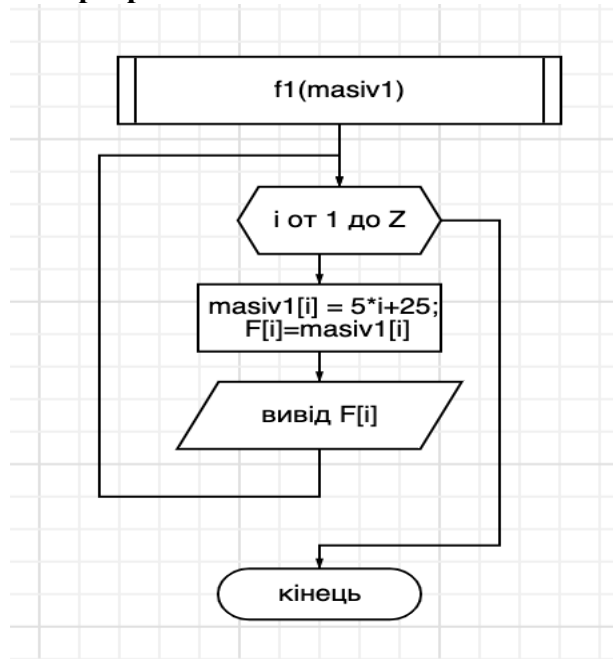 f1(masiv1)
i от 1 до Z
masiv1[i] = 5*i+25;
F[i]=masiv1[i]
вивід F[i]
кінець